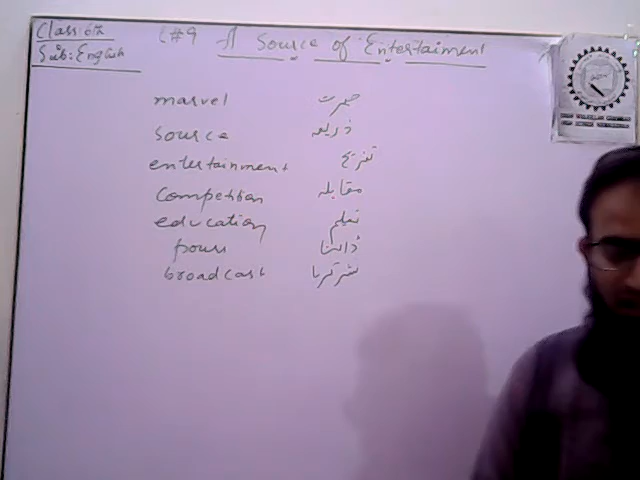 Class: 6th
Sub: English
L#9 A Source of Entertaiment
marvel حیرت
source ذریعہ
entertainment تفریح
Competition مقابلہ
education تعلیم
pours ڈالنا
broadcast نشر کرنا